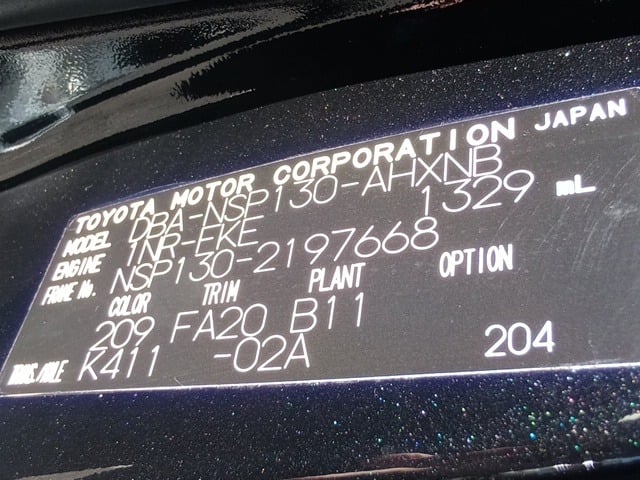 TOYOTA MOTOR CORPORATION JAPAN
MODEL DBA-NSP130-AHXNB
ENGINE 1NR-FKE 1329 mL
FRAME No. NSP130-2197668
COLOR TRIM PLANT OPTION
209 FA20 B11
TRANS/AXLE K411 -02A 204